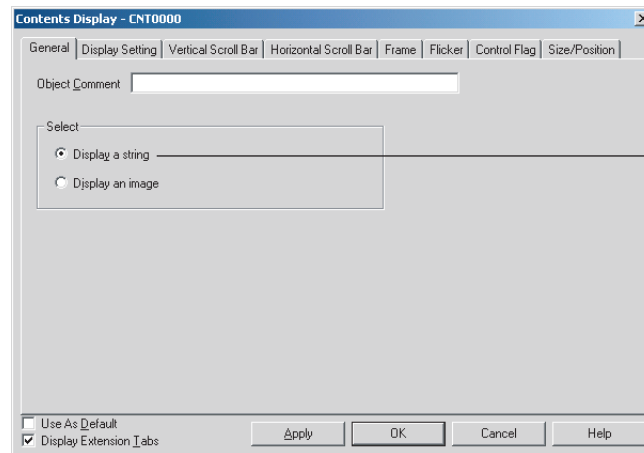 Contents Display - CNT0000
General Display Setting Vertical Scroll Bar Horizontal Scroll Bar Frame Flicker Control Flag Size/Position
Object Comment
Select
Display a string
Display an image
Use As Default
Display Extension Tabs
Apply OK Cancel Help